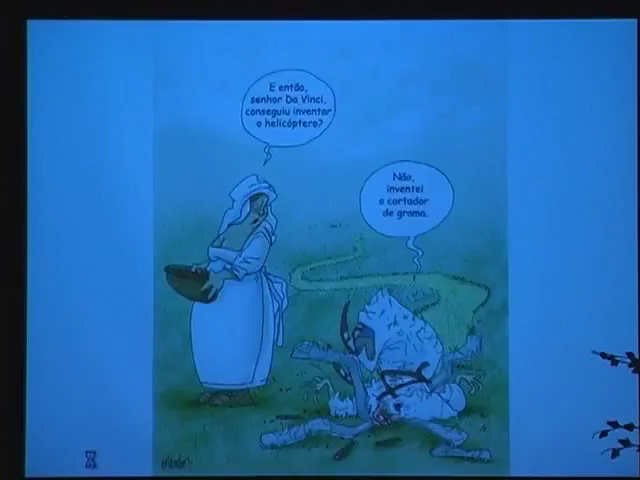 E então,
senhor Da Vinci,
conseguiu inventar
o helicóptero?
Não,
inventei
o cortador
de grama.